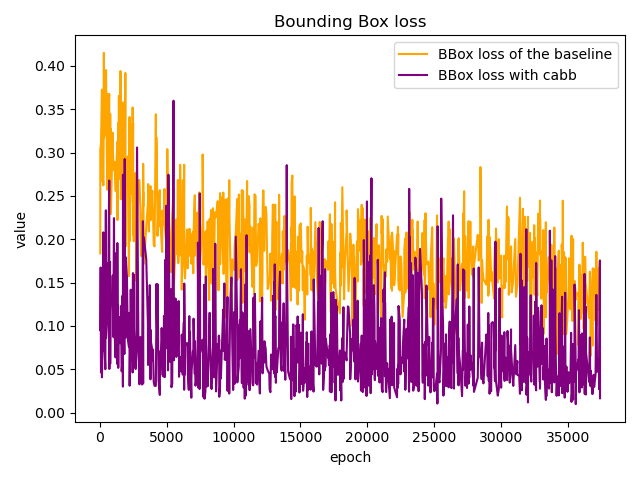 Bounding Box loss
BBox loss of the baseline
BBox loss with cabb
value
0.40
0.35
0.30
0.25
0.20
0.15
0.10
0.05
0.00
0 5000 10000 15000 20000 25000 30000 35000
epoch